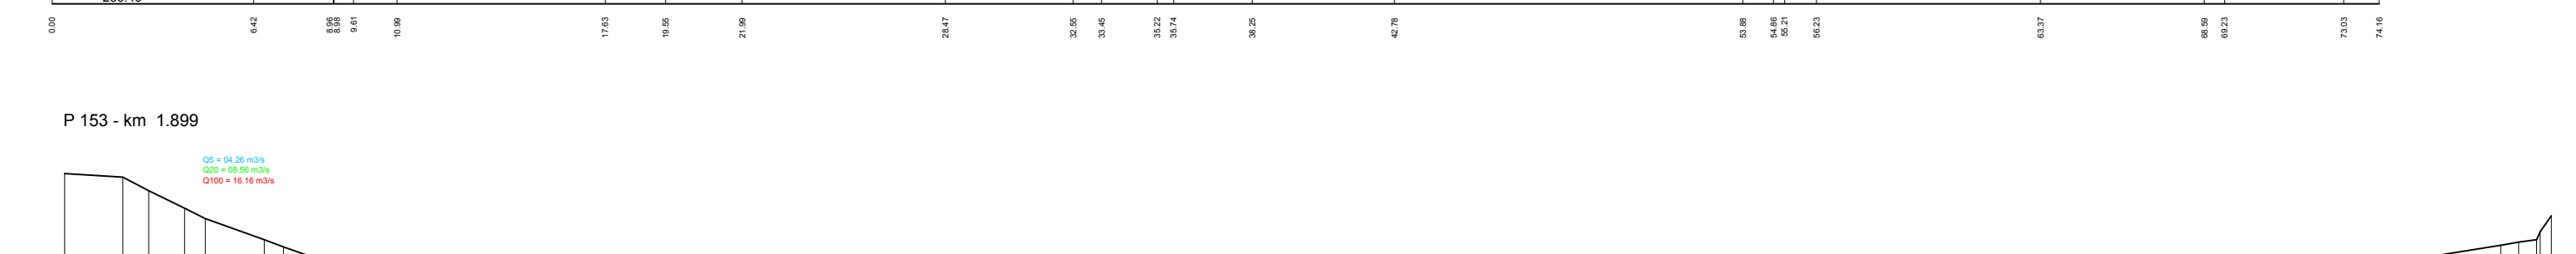 0.00 6.42 8.96 8.98 9.61 10.99 17.63 19.55 21.99 28.47 32.55 33.45 35.22 35.74 38.25 42.78 53.88 54.86 55.21 56.23 63.37 68.59 69.23 73.03 74.16
P 153 - km 1.899
Q5 = 04.26 m3/s
Q20 = 08.56 m3/s
Q100 = 16.16 m3/s